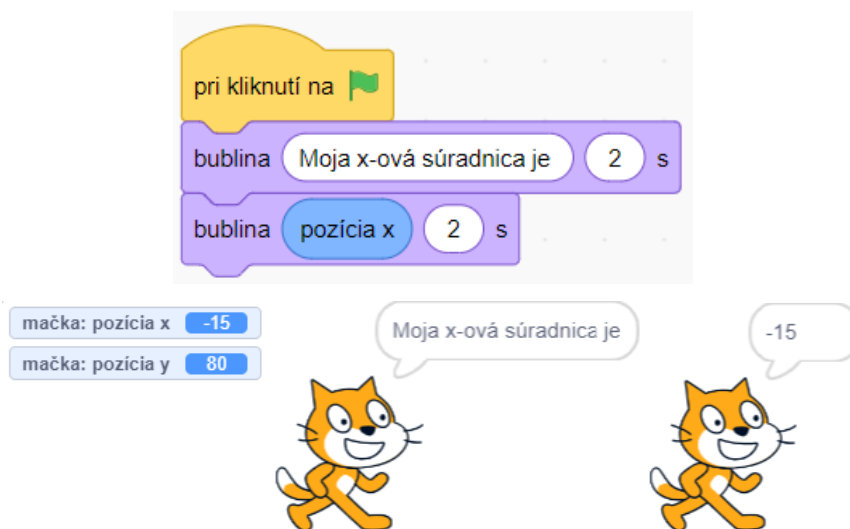 pri kliknutí na
bublina Moja x-ová súradnica je 2 s
bublina pozícia x 2 s
mačka: pozícia x -15
mačka: pozícia y 80
Moja x-ová súradnica je
-15